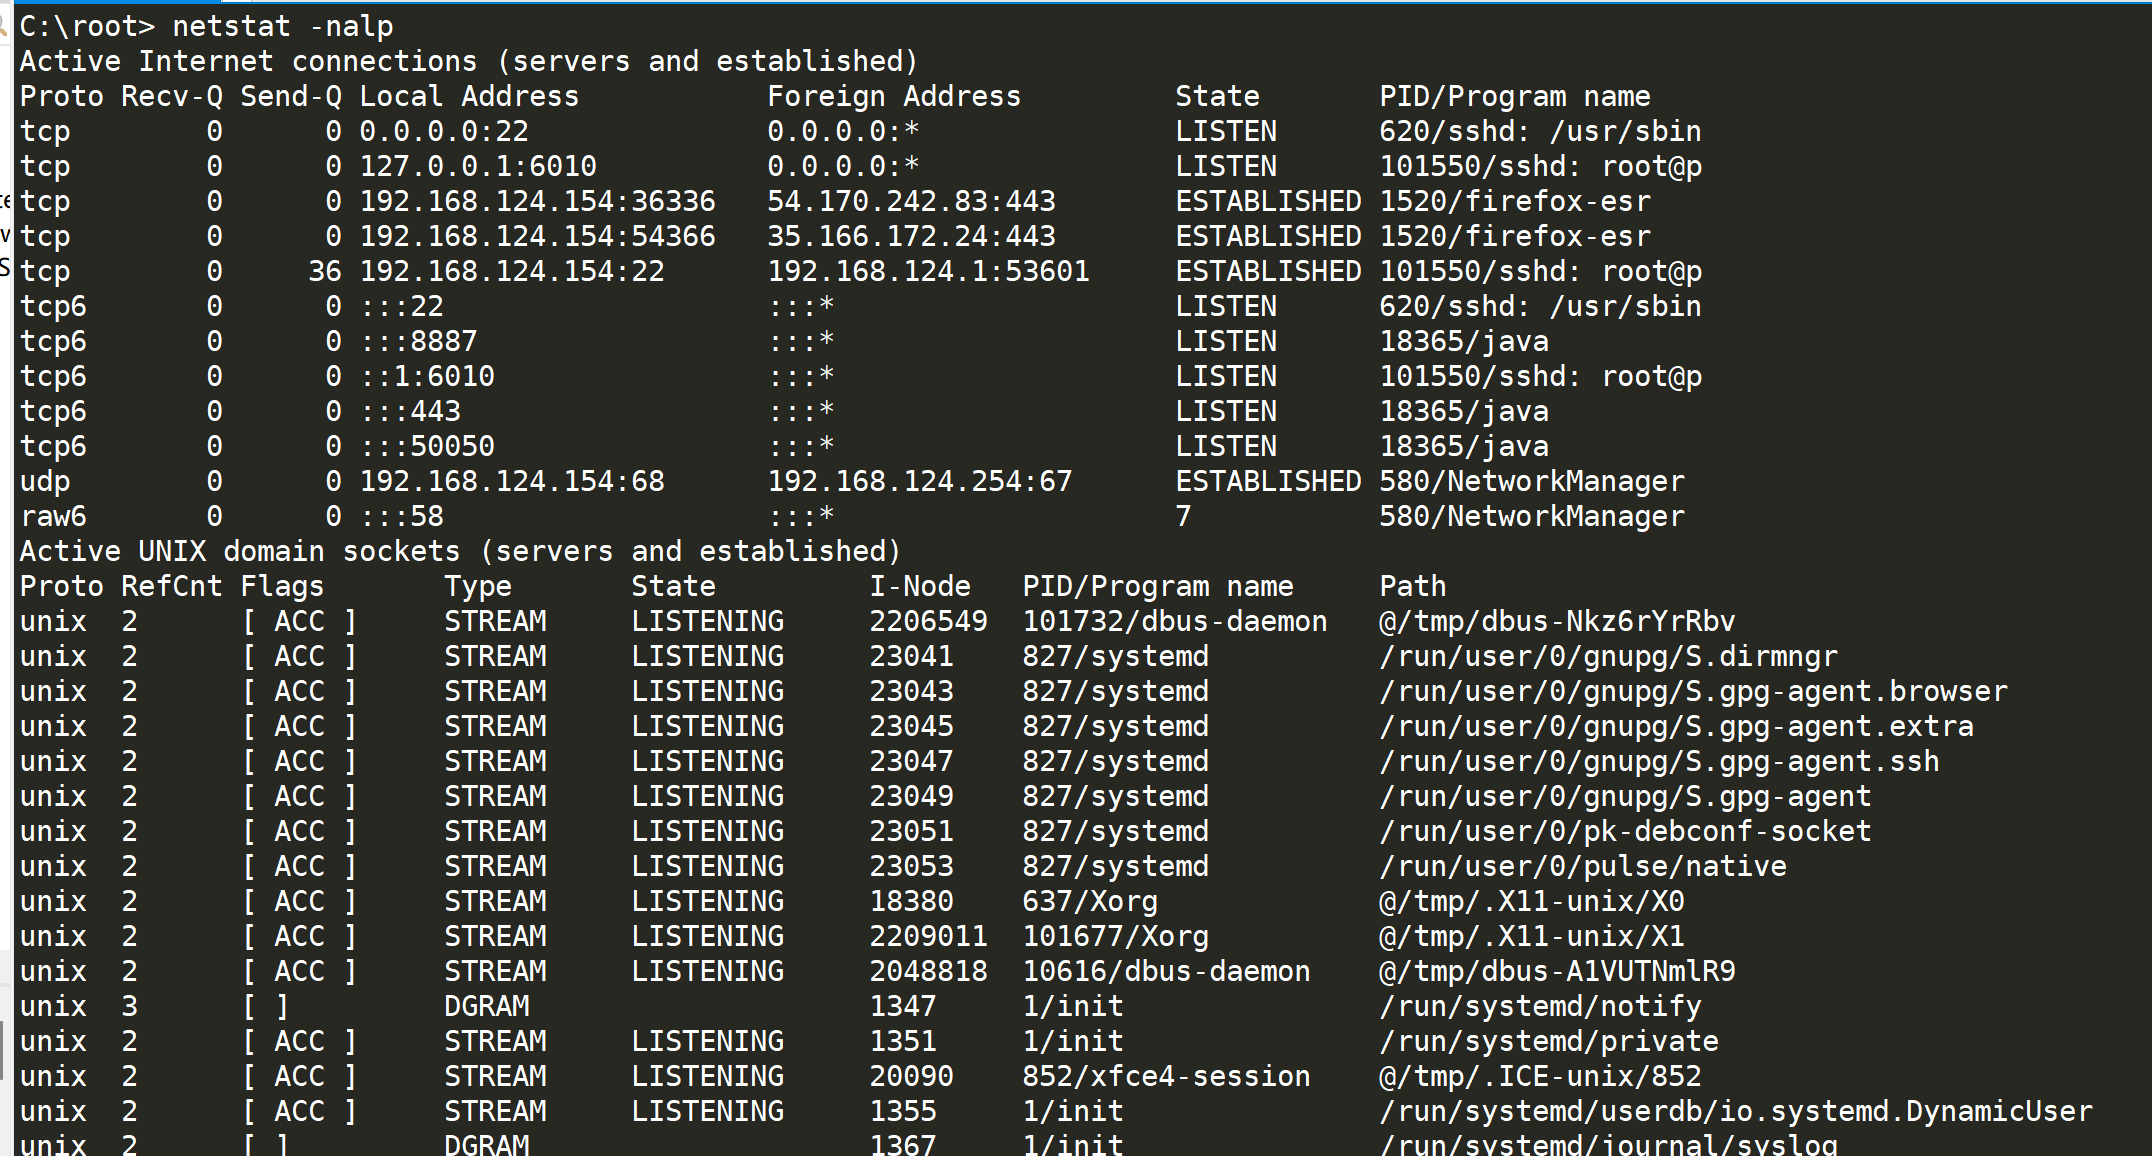 C:\root> netstat -nalp
Active Internet connections (servers and established)
Proto Recv-Q Send-Q Local Address           Foreign Address         State       PID/Program name
tcp        0      0 0.0.0.0:22              0.0.0.0:*               LISTEN      620/sshd: /usr/sbin
tcp        0      0 127.0.0.1:6010          0.0.0.0:*               LISTEN      101550/sshd: root@p
tcp        0      0 192.168.124.154:36336   54.170.242.83:443       ESTABLISHED 1520/firefox-esr
tcp        0      0 192.168.124.154:54366   35.166.172.24:443       ESTABLISHED 1520/firefox-esr
tcp        0     36 192.168.124.154:22      192.168.124.1:53601     ESTABLISHED 101550/sshd: root@p
tcp6       0      0 :::22                   :::*                    LISTEN      620/sshd: /usr/sbin
tcp6       0      0 :::8887                 :::*                    LISTEN      18365/java
tcp6       0      0 ::1:6010                :::*                    LISTEN      101550/sshd: root@p
tcp6       0      0 :::443                  :::*                    LISTEN      18365/java
tcp6       0      0 :::50050                :::*                    LISTEN      18365/java
udp        0      0 192.168.124.154:68      192.168.124.254:67      ESTABLISHED 580/NetworkManager
raw6       0      0 :::58                   :::*                    7           580/NetworkManager
Active UNIX domain sockets (servers and established)
Proto RefCnt Flags       Type       State         I-Node   PID/Program name     Path
unix  2      [ ACC ]     STREAM     LISTENING     2206549  101732/dbus-daemon   @/tmp/dbus-Nkz6rYrRbv
unix  2      [ ACC ]     STREAM     LISTENING     23041    827/systemd          /run/user/0/gnupg/S.dirmngr
unix  2      [ ACC ]     STREAM     LISTENING     23043    827/systemd          /run/user/0/gnupg/S.gpg-agent.browser
unix  2      [ ACC ]     STREAM     LISTENING     23045    827/systemd          /run/user/0/gnupg/S.gpg-agent.extra
unix  2      [ ACC ]     STREAM     LISTENING     23047    827/systemd          /run/user/0/gnupg/S.gpg-agent.ssh
unix  2      [ ACC ]     STREAM     LISTENING     23049    827/systemd          /run/user/0/gnupg/S.gpg-agent
unix  2      [ ACC ]     STREAM     LISTENING     23051    827/systemd          /run/user/0/pk-debconf-socket
unix  2      [ ACC ]     STREAM     LISTENING     23053    827/systemd          /run/user/0/pulse/native
unix  2      [ ACC ]     STREAM     LISTENING     18380    637/Xorg             @/tmp/.X11-unix/X0
unix  2      [ ACC ]     STREAM     LISTENING     2209011  101677/Xorg          @/tmp/.X11-unix/X1
unix  2      [ ACC ]     STREAM     LISTENING     2048818  10616/dbus-daemon    @/tmp/dbus-A1VUTNmlR9
unix  3      [ ]         DGRAM                    1347     1/init               /run/systemd/notify
unix  2      [ ACC ]     STREAM     LISTENING     1351     1/init               /run/systemd/private
unix  2      [ ACC ]     STREAM     LISTENING     20090    852/xfce4-session    @/tmp/.ICE-unix/852
unix  2      [ ACC ]     STREAM     LISTENING     1355     1/init               /run/systemd/userdb/io.systemd.DynamicUser
unix  2      [ ]         DGRAM                    1367     1/init               /run/systemd/journal/syslog